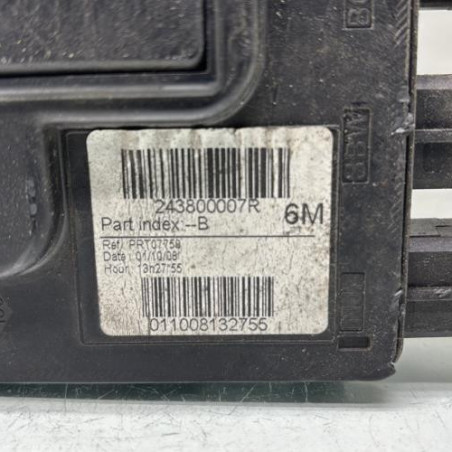 243800007R
6M
Part index:--B
Ref: PRT07758
Date: 01/10/08
Hour: 13h27:55
011008132755